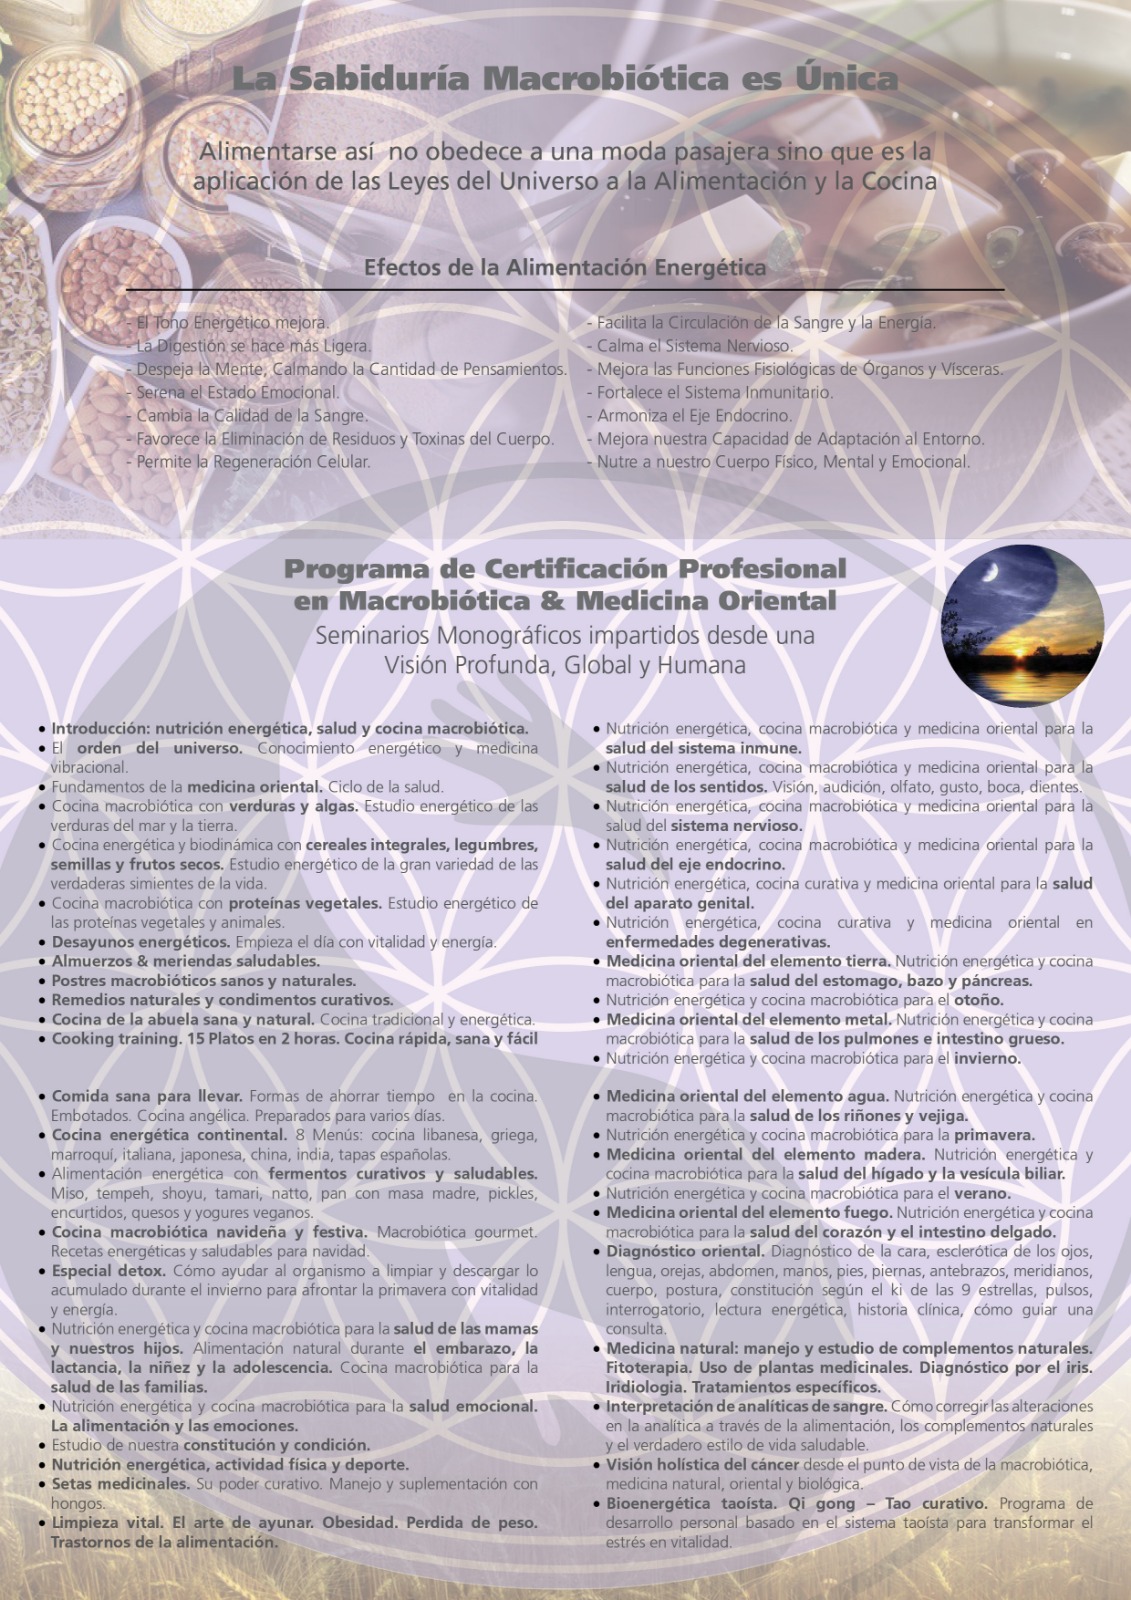 La Sabiduría Macrobiótica es Única
Alimentarse así  no obedece a una moda pasajera sino que es la
aplicación de las Leyes del Universo a la Alimentación y la Cocina
Efectos de la Alimentación Energética
- El Tono Energético mejora.
- La Digestión se hace más Ligera.
- Despeja la Mente, Calmando la Cantidad de Pensamientos.
- Serena el Estado Emocional.
- Cambia la Calidad de la Sangre.
- Favorece la Eliminación de Residuos y Toxinas del Cuerpo.
- Permite la Regeneración Celular.
- Facilita la Circulación de la Sangre y la Energía.
- Calma el Sistema Nervioso.
- Mejora las Funciones Fisiológicas de Órganos y Vísceras.
- Fortalece el Sistema Inmunitario.
- Armoniza el Eje Endocrino.
- Mejora nuestra Capacidad de Adaptación al Entorno.
- Nutre a nuestro Cuerpo Físico, Mental y Emocional.
Programa de Certificación Profesional
en Macrobiótica & Medicina Oriental
Seminarios Monográficos impartidos desde una
Visión Profunda, Global y Humana
• Introducción: nutrición energética, salud y cocina macrobiótica.
• El orden del universo. Conocimiento energético y medicina
vibracional.
• Fundamentos de la medicina oriental. Ciclo de la salud.
• Cocina macrobiótica con verduras y algas. Estudio energético de las
verduras del mar y la tierra.
• Cocina energética y biodinámica con cereales integrales, legumbres,
semillas y frutos secos. Estudio energético de la gran variedad de las
verdaderas simientes de la vida.
• Cocina macrobiótica con proteínas vegetales. Estudio energético de
las proteínas vegetales y animales.
• Desayunos energéticos. Empieza el día con vitalidad y energía.
• Almuerzos & meriendas saludables.
• Postres macrobióticos sanos y naturales.
• Remedios naturales y condimentos curativos.
• Cocina de la abuela sana y natural. Cocina tradicional y energética.
• Cooking training. 15 Platos en 2 horas. Cocina rápida, sana y fácil
• Comida sana para llevar. Formas de ahorrar tiempo  en la cocina.
Embotados. Cocina angélica. Preparados para varios días.
• Cocina energética continental. 8 Menús: cocina libanesa, griega,
marroquí, italiana, japonesa, china, india, tapas españolas.
• Alimentación energética con fermentos curativos y saludables.
Miso, tempeh, shoyu, tamari, natto, pan con masa madre, pickles,
encurtidos, quesos y yogures veganos.
• Cocina macrobiótica navideña y festiva. Macrobiótica gourmet.
Recetas energéticas y saludables para navidad.
• Especial detox. Cómo ayudar al organismo a limpiar y descargar lo
acumulado durante el invierno para afrontar la primavera con vitalidad
y energía.
• Nutrición energética y cocina macrobiótica para la salud de las mamas
y nuestros hijos. Alimentación natural durante el embarazo, la
lactancia, la niñez y la adolescencia. Cocina macrobiótica para la
salud de las familias.
• Nutrición energética y cocina macrobiótica para la salud emocional.
La alimentación y las emociones.
• Estudio de nuestra constitución y condición.
• Nutrición energética, actividad física y deporte.
• Setas medicinales. Su poder curativo. Manejo y suplementación con
hongos.
• Limpieza vital. El arte de ayunar. Obesidad. Perdida de peso.
Trastornos de la alimentación.
• Nutrición energética, cocina macrobiótica y medicina oriental para la
salud del sistema inmune.
• Nutrición energética, cocina macrobiótica y medicina oriental para la
salud de los sentidos. Visión, audición, olfato, gusto, boca, dientes.
• Nutrición energética, cocina macrobiótica y medicina oriental para la
salud del sistema nervioso.
• Nutrición energética, cocina macrobiótica y medicina oriental para la
salud del eje endocrino.
• Nutrición energética, cocina curativa y medicina oriental para la salud
del aparato genital.
• Nutrición energética, cocina curativa y medicina oriental en
enfermedades degenerativas.
• Medicina oriental del elemento tierra. Nutrición energética y cocina
macrobiótica para la salud del estomago, bazo y páncreas.
• Nutrición energética y cocina macrobiótica para el otoño.
• Medicina oriental del elemento metal. Nutrición energética y cocina
macrobiótica para la salud de los pulmones e intestino grueso.
• Nutrición energética y cocina macrobiótica para el invierno.
• Medicina oriental del elemento agua. Nutrición energética y cocina
macrobiótica para la salud de los riñones y vejiga.
• Nutrición energética y cocina macrobiótica para la primavera.
• Medicina oriental del elemento madera. Nutrición energética y
cocina macrobiótica para la salud del hígado y la vesícula biliar.
• Nutrición energética y cocina macrobiótica para el verano.
• Medicina oriental del elemento fuego. Nutrición energética y cocina
macrobiótica para la salud del corazón y el intestino delgado.
• Diagnóstico oriental. Diagnóstico de la cara, esclerótica de los ojos,
lengua, orejas, abdomen, manos, pies, piernas, antebrazos, meridianos,
cuerpo, postura, constitución según el ki de las 9 estrellas, pulsos,
interrogatorio, lectura energética, historia clínica, cómo guiar una
consulta.
• Medicina natural: manejo y estudio de complementos naturales.
Fitoterapia. Uso de plantas medicinales. Diagnóstico por el iris.
Iridiologia. Tratamientos específicos.
• Interpretación de analíticas de sangre. Cómo corregir las alteraciones
en la analítica a través de la alimentación, los complementos naturales
y el verdadero estilo de vida saludable.
• Visión holística del cáncer desde el punto de vista de la macrobiótica,
medicina natural, oriental y biológica.
• Bioenergética taoísta. Qi gong – Tao curativo. Programa de
desarrollo personal basado en el sistema taoísta para transformar el
estrés en vitalidad.